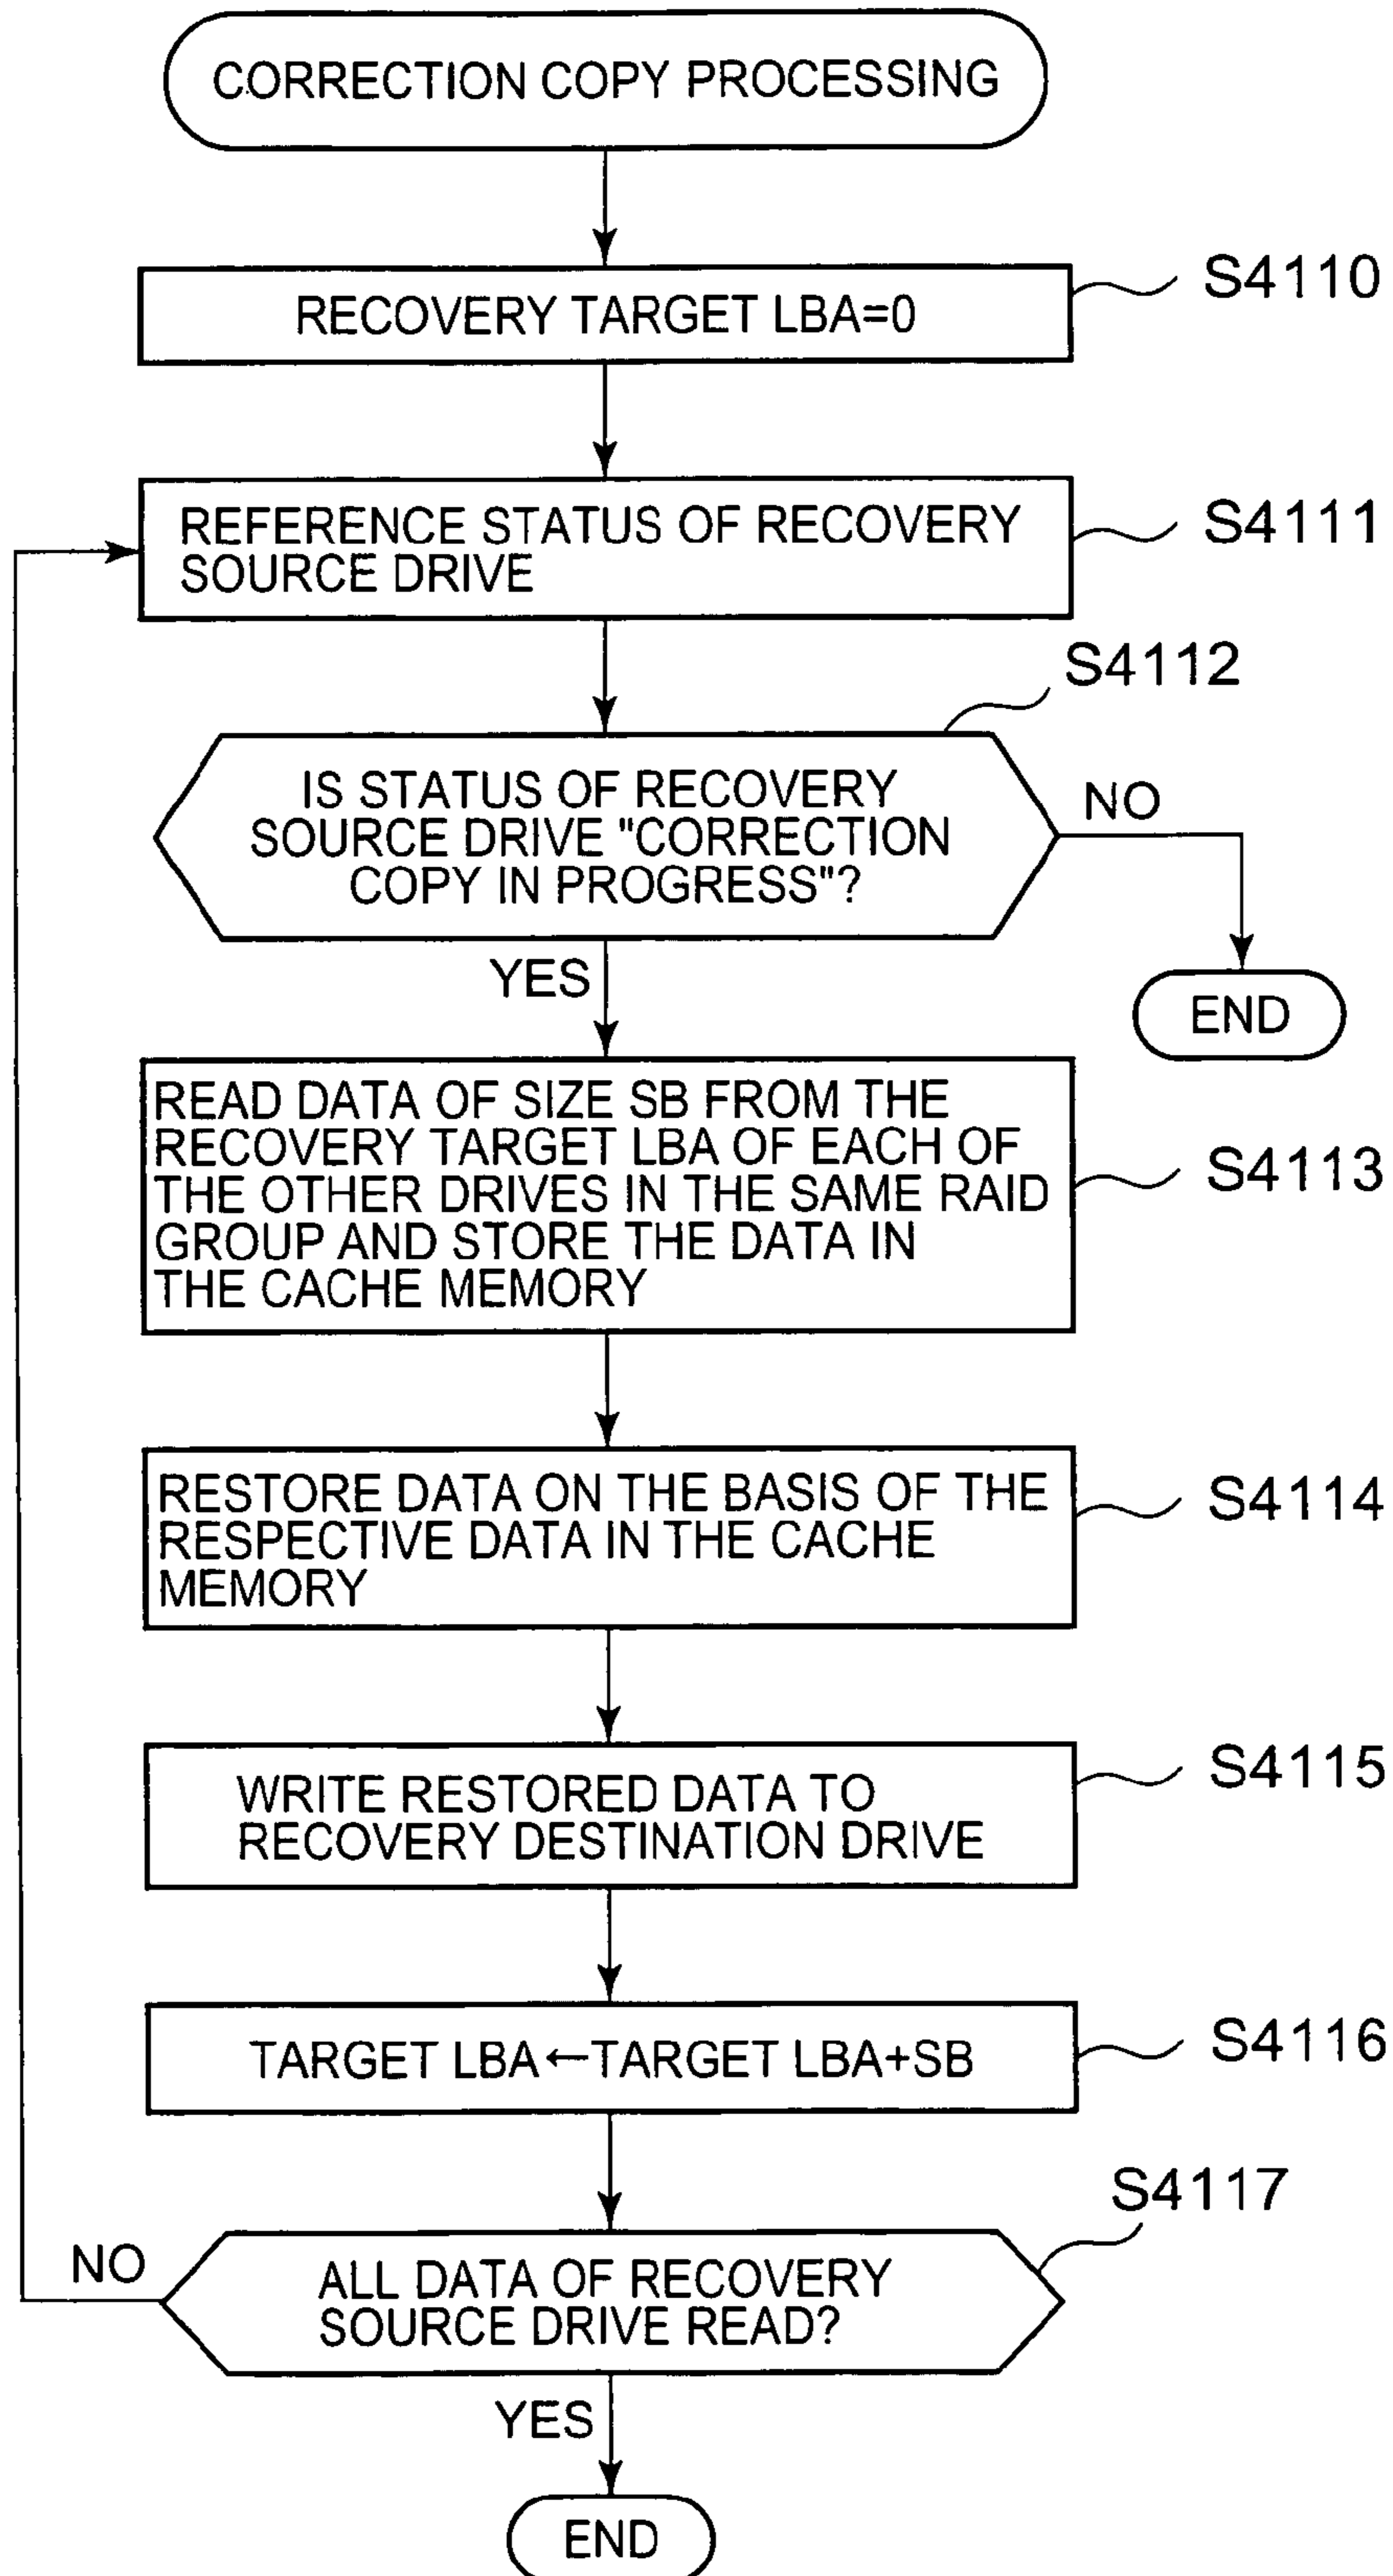 CORRECTION COPY PROCESSING
RECOVERY TARGET LBA=0
S4110
REFERENCE STATUS OF RECOVERY
SOURCE DRIVE
S4111
S4112
IS STATUS OF RECOVERY
SOURCE DRIVE "CORRECTION
COPY IN PROGRESS"?
NO
YES
END
READ DATA OF SIZE SB FROM THE
RECOVERY TARGET LBA OF EACH OF
THE OTHER DRIVES IN THE SAME RAID
GROUP AND STORE THE DATA IN
THE CACHE MEMORY
S4113
RESTORE DATA ON THE BASIS OF THE
RESPECTIVE DATA IN THE CACHE
MEMORY
S4114
WRITE RESTORED DATA TO
RECOVERY DESTINATION DRIVE
S4115
TARGET LBA←TARGET LBA+SB
S4116
S4117
NO
ALL DATA OF RECOVERY
SOURCE DRIVE READ?
YES
END